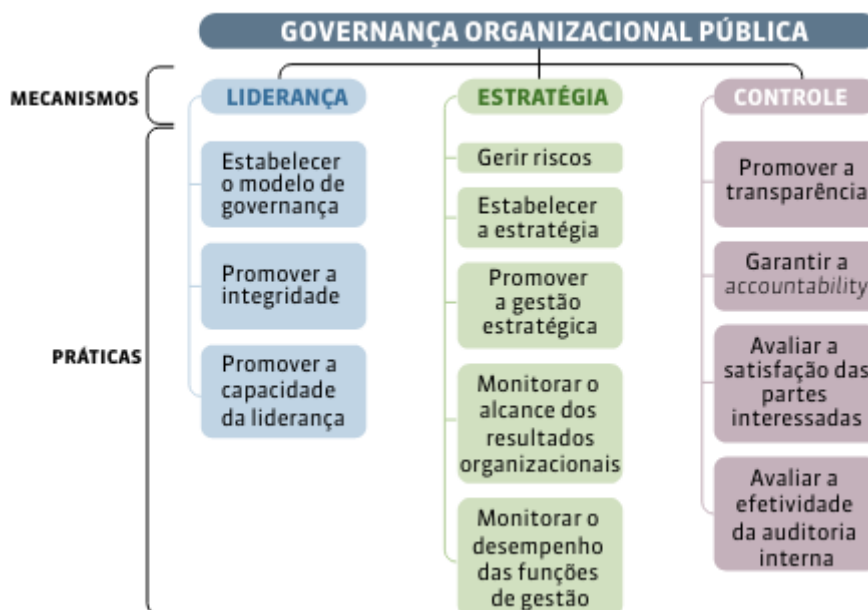 GOVERNANÇA ORGANIZACIONAL PÚBLICA
MECANISMOS
LIDERANÇA
ESTRATÉGIA
CONTROLE
PRÁTICAS
Estabelecer
o modelo de
governança
Promover a
integridade
Promover a
capacidade
da liderança
Gerir riscos
Estabelecer
a estratégia
Promover
a gestão
estratégica
Monitorar o
alcance dos
resultados
organizacionais
Monitorar o
desempenho
das funções
de gestão
Promover a
transparência
Garantir a
accountability
Avaliar a
satisfação das
partes
interessadas
Avaliar a
efetividade
da auditoria
interna